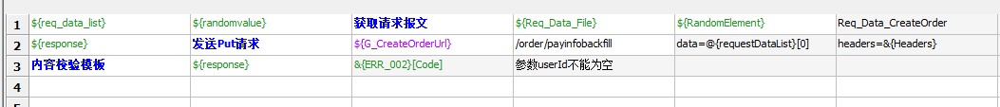 1 ${req_data_list} ${randomvalue} 获取请求报文 ${Req_Data_File} ${RandomElement} Req_Data_CreateOrder
2 ${response} 发送Put请求 ${G_CreateOrderUrl} /order/payinfobackfill data=@{requestDataList}[0] headers=&{Headers}
3 内容校验模板 ${response} &{ERR_002}[Code] 参数userId不能为空
4